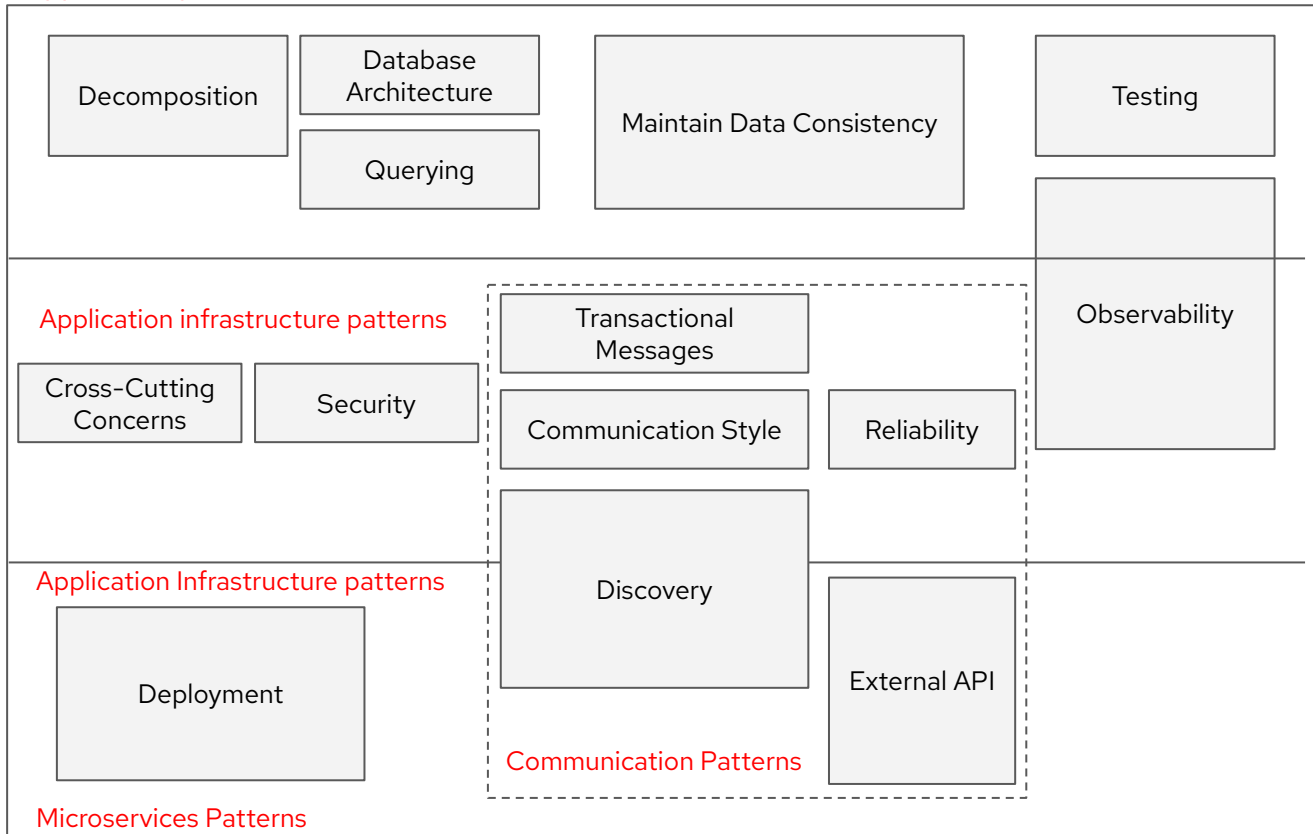 Decomposition
Database
Architecture
Querying
Maintain Data Consistency
Testing
Observability
Application infrastructure patterns
Transactional
Messages
Cross-Cutting
Concerns
Security
Communication Style
Reliability
Application Infrastructure patterns
Discovery
Deployment
External API
Communication Patterns
Microservices Patterns